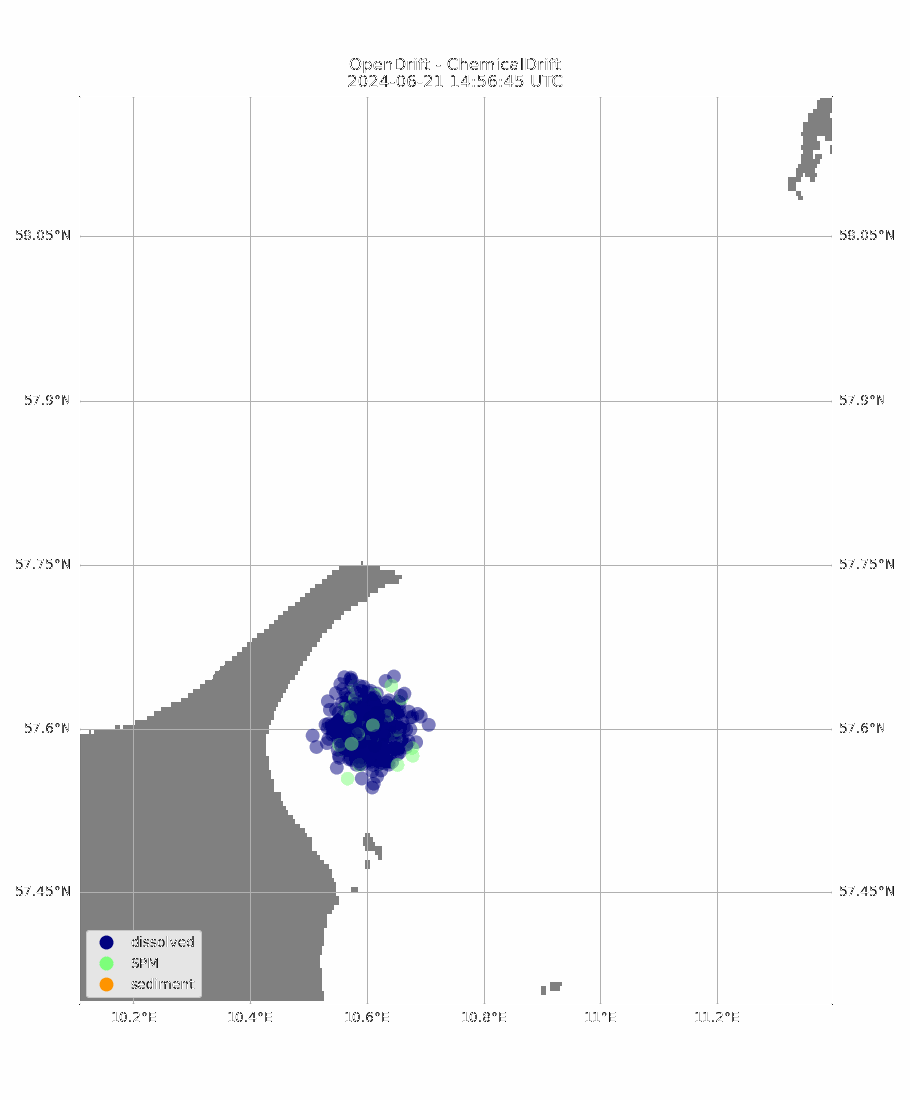 OpenDrift - ChemicalDrift
2024-06-21 14:56:45 UTC
58.05°N 58.05°N
57.9°N 57.9°N
57.75°N 57.75°N
57.6°N 57.6°N
57.45°N 57.45°N
dissolved
SPM
sediment
10.2°E 10.4°E 10.6°E 10.8°E 11°E 11.2°E